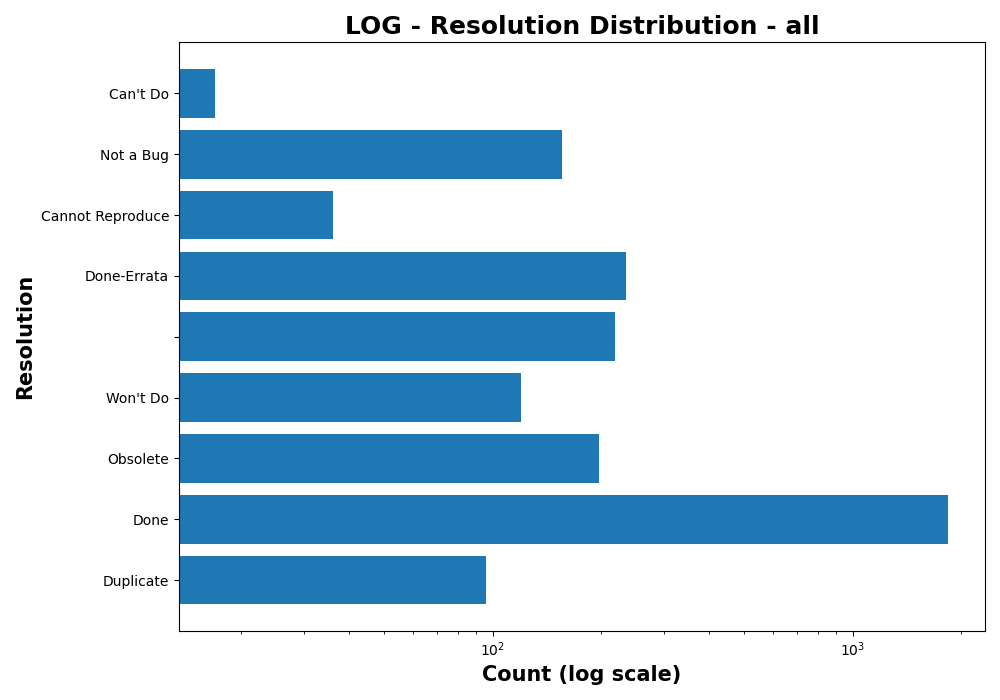 LOG - Resolution Distribution - all
Can't Do
Not a Bug
Cannot Reproduce
Done-Errata
Won't Do
Obsolete
Done
Duplicate
Resolution
10²
10³
Count (log scale)